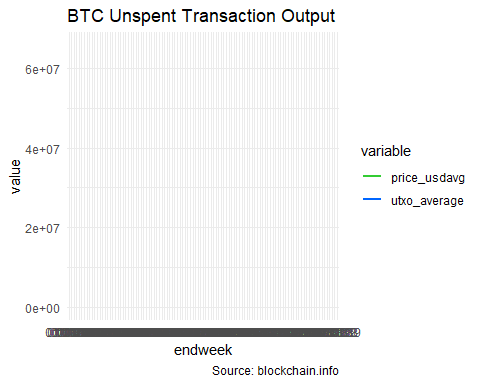 BTC Unspent Transaction Output
6e+07
4e+07
2e+07
0e+00
value
endweek
Source: blockchain.info
variable
price_usdavg
utxo_average